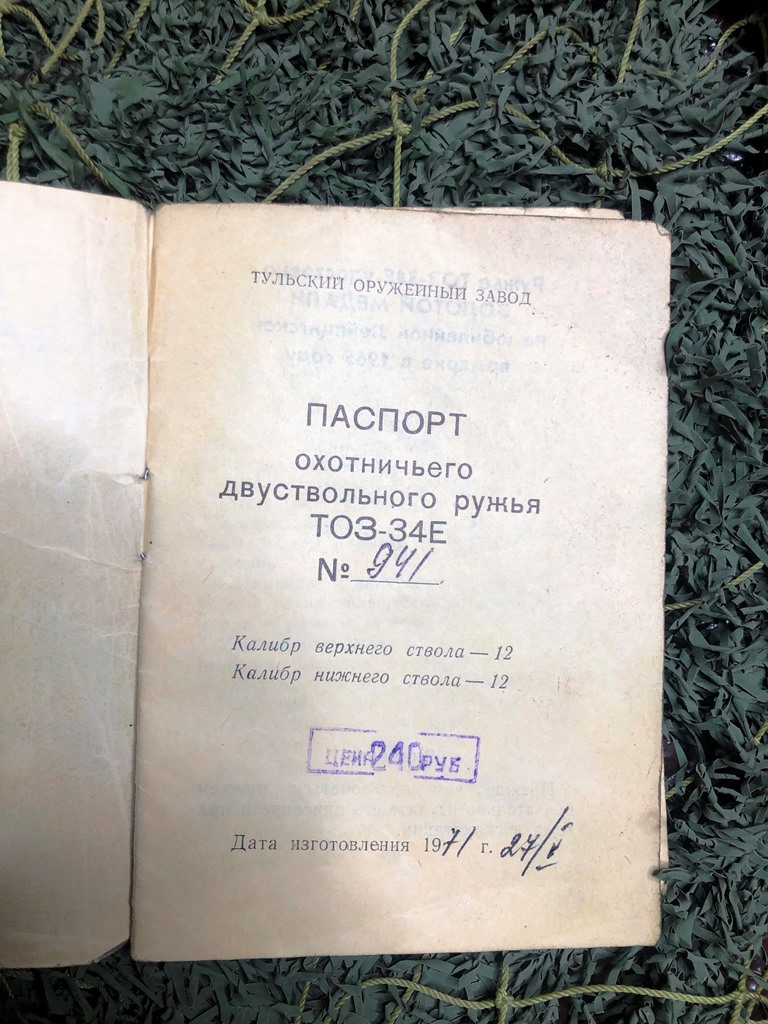 ТУЛЬСКИЙ ОРУЖЕЙНЫЙ ЗАВОД
ПАСПОРТ
охотничьего
двуствольного ружья
ТОЗ-34Е
№ 941
Калибр верхнего ствола — 12
Калибр нижнего ствола — 12
ЦЕНА 240 РУБ
Дата изготовления 1971 г. 27/V